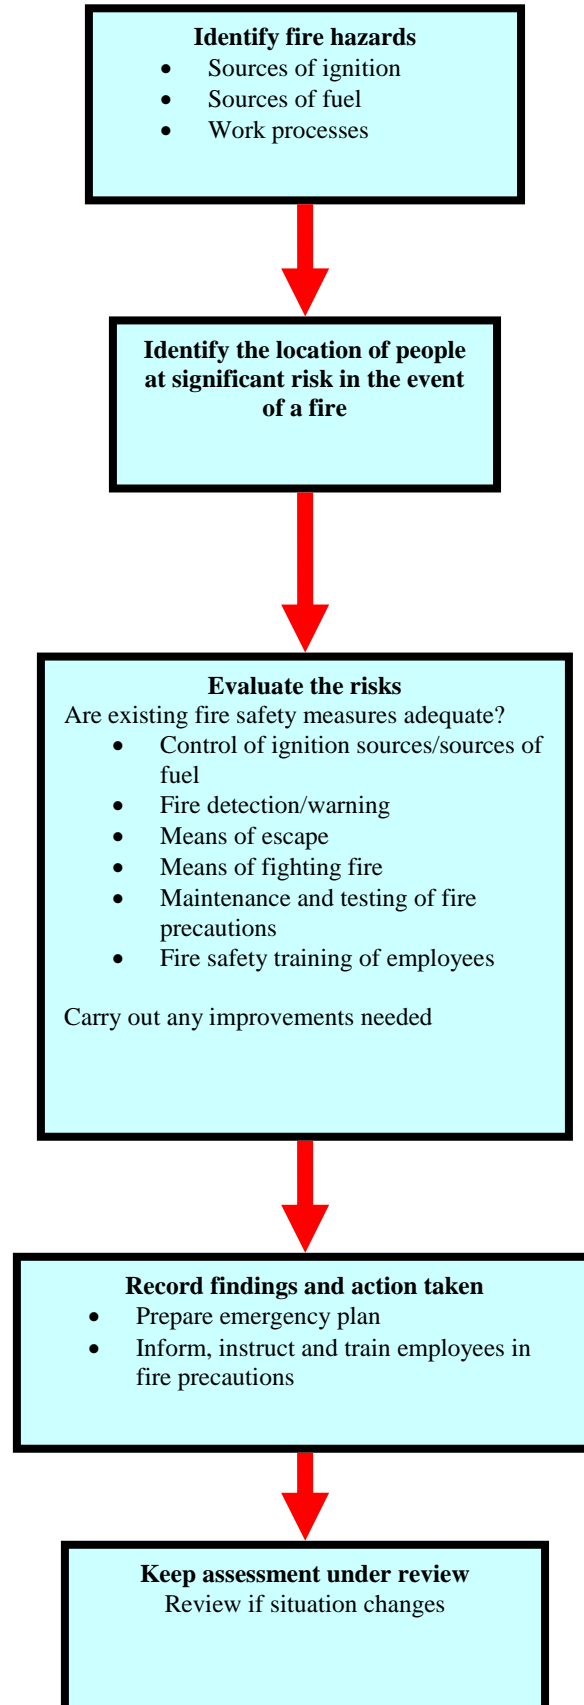 Identify fire hazards
• Sources of ignition
• Sources of fuel
• Work processes
Identify the location of people
at significant risk in the event
of a fire
Evaluate the risks
Are existing fire safety measures adequate?
• Control of ignition sources/sources of
fuel
• Fire detection/warning
• Means of escape
• Means of fighting fire
• Maintenance and testing of fire
precautions
• Fire safety training of employees
Carry out any improvements needed
Record findings and action taken
• Prepare emergency plan
• Inform, instruct and train employees in
fire precautions
Keep assessment under review
Review if situation changes